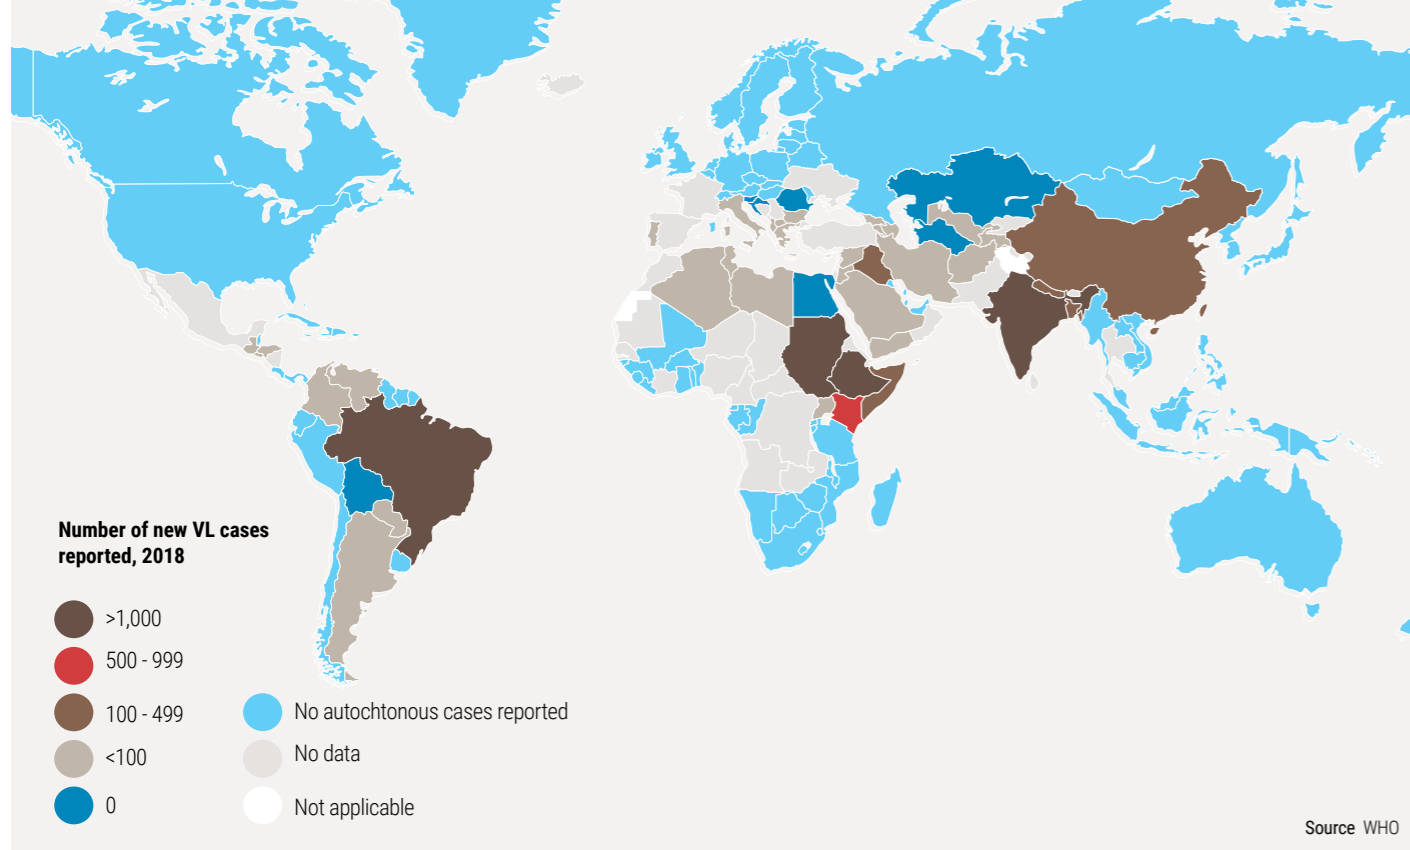 Number of new VL cases
reported, 2018
>1,000
500 - 999
100 - 499
<100
0
No autochtonous cases reported
No data
Not applicable
Source WHO